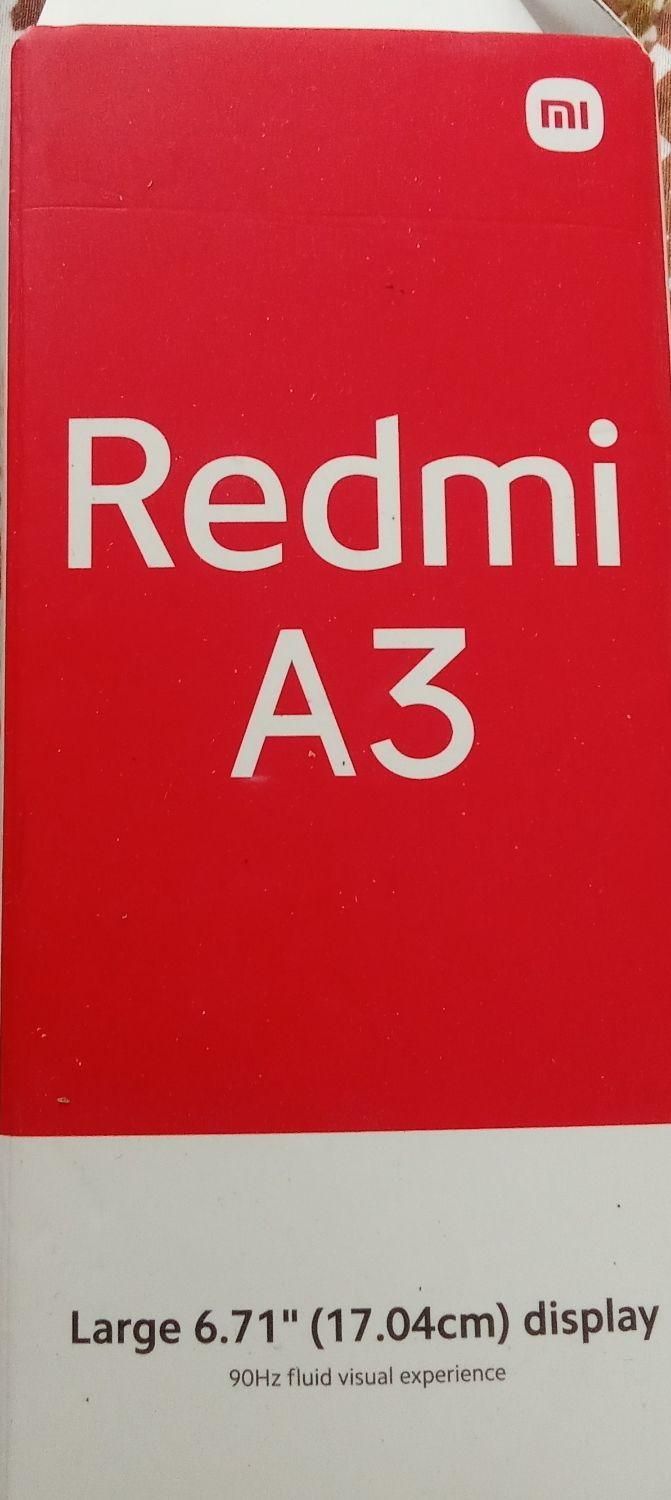 mi
Redmi
A3
Large 6.71" (17.04cm) display
90Hz fluid visual experience